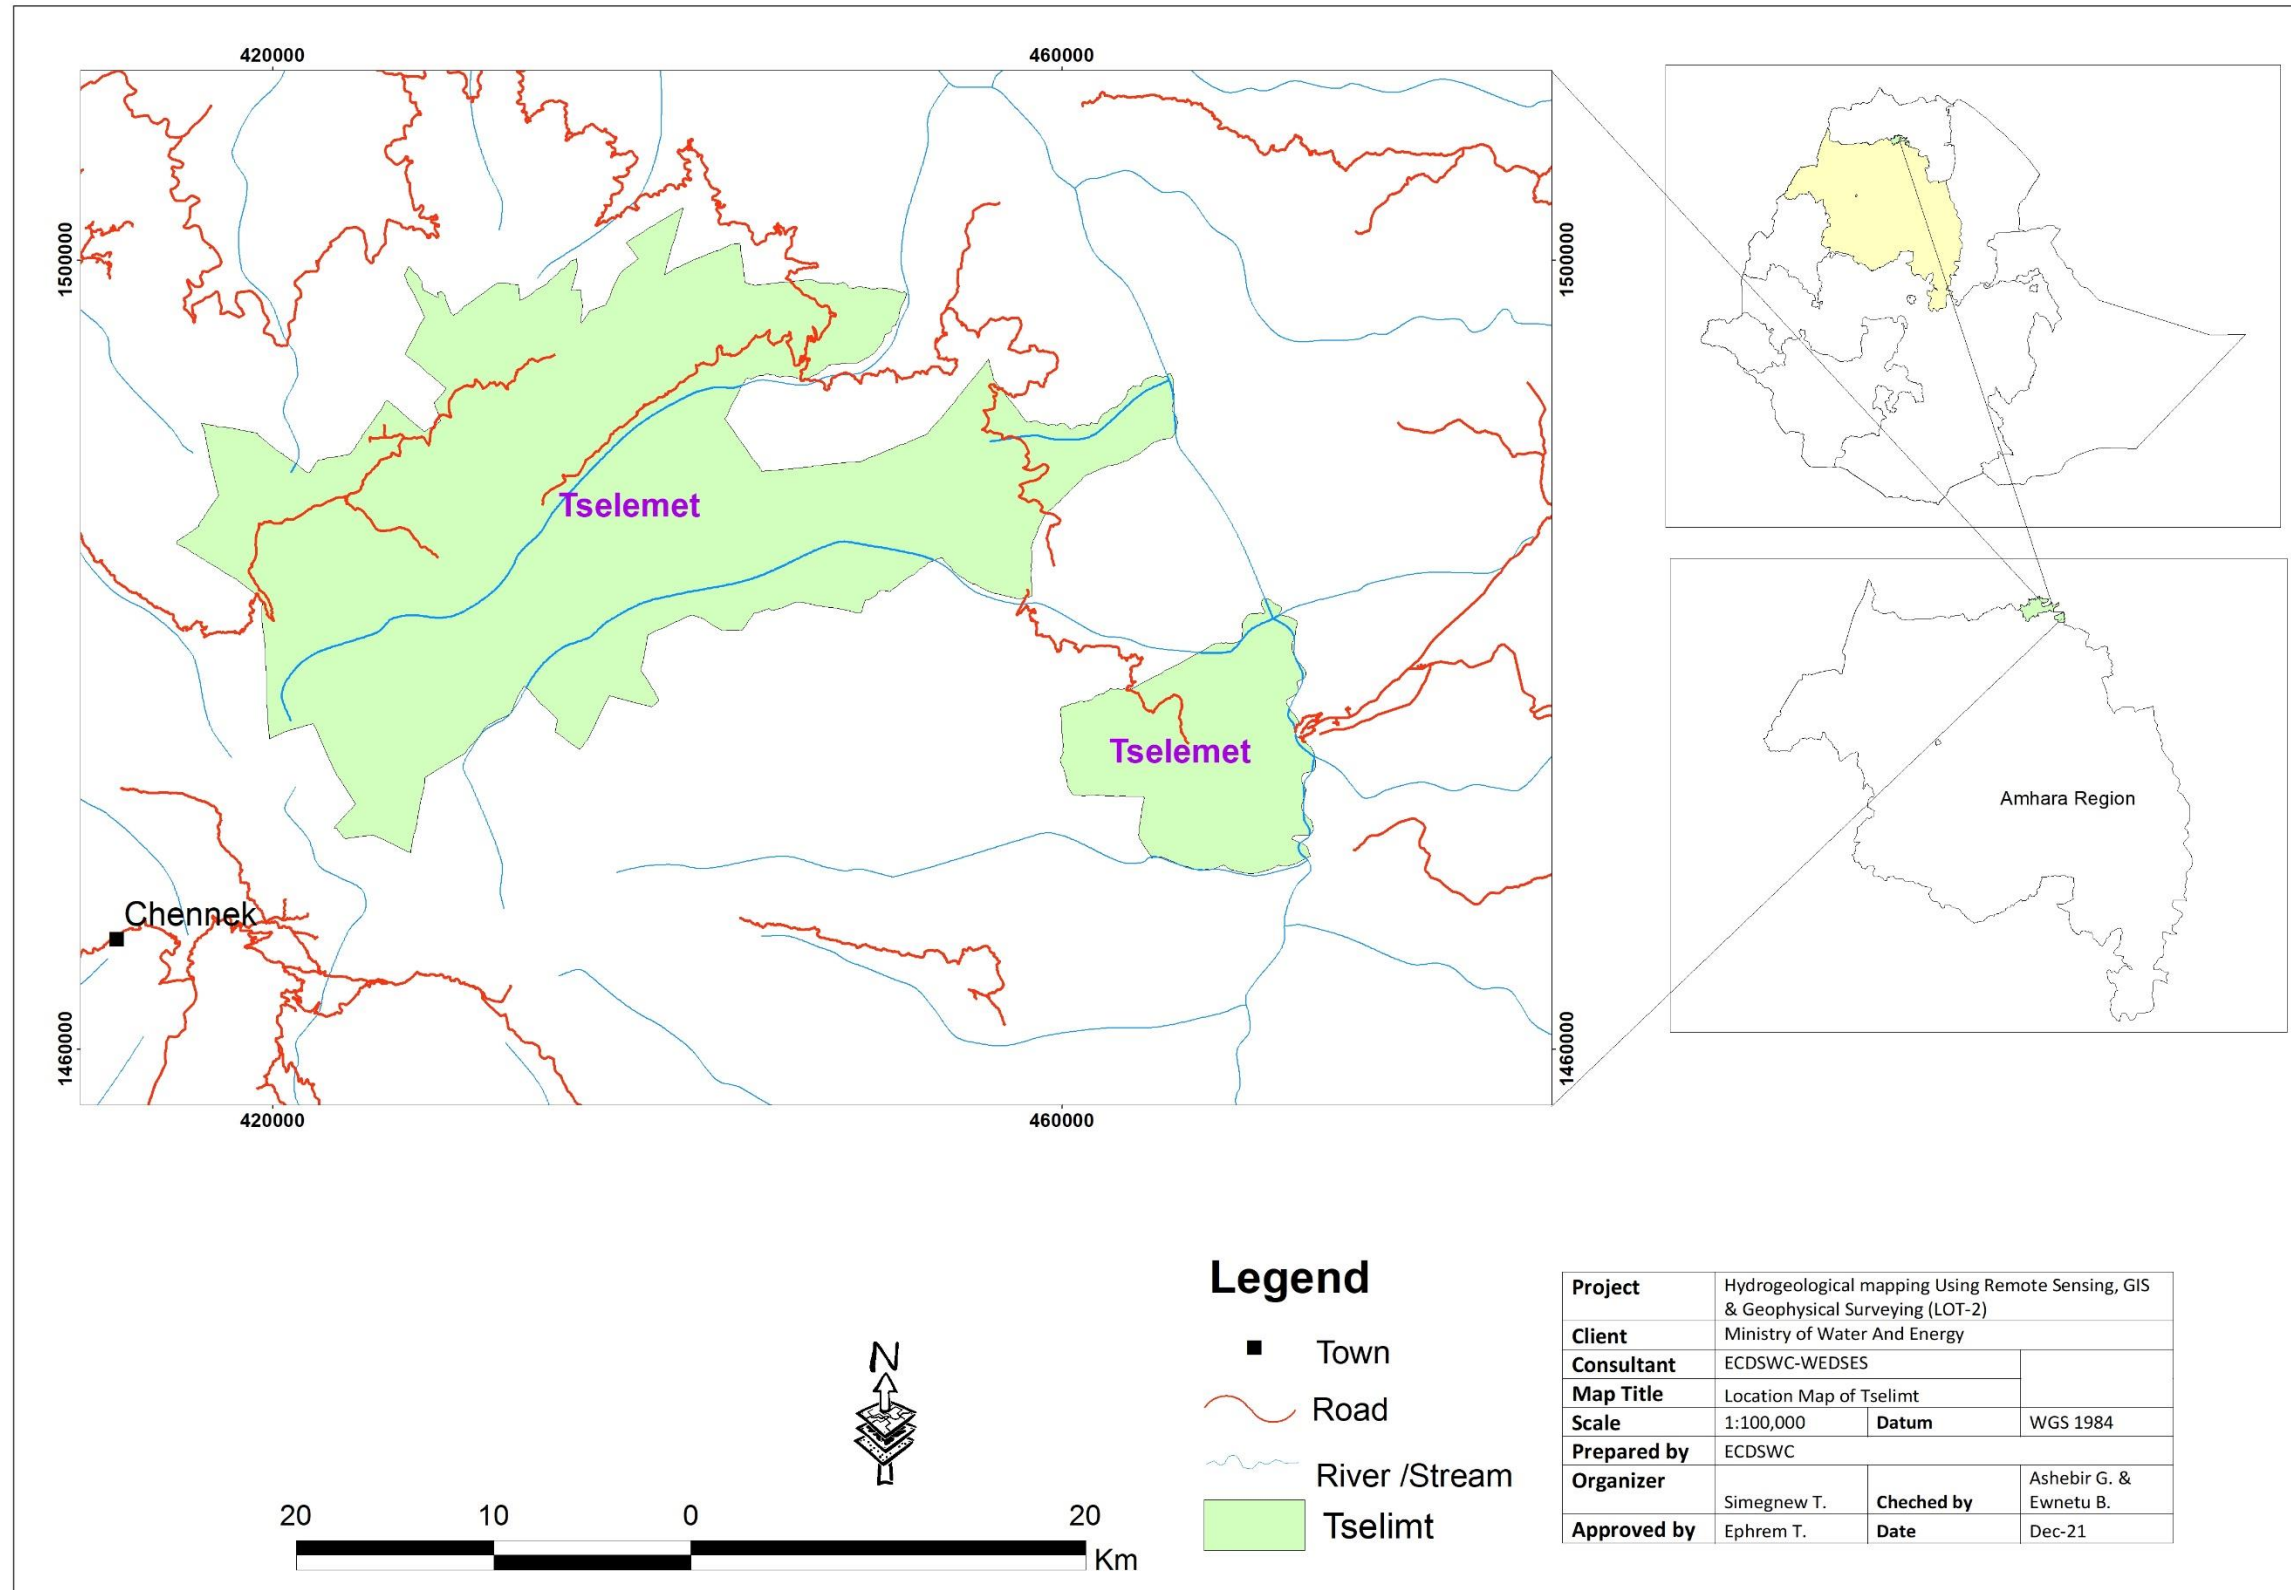 420000
460000
1500000
1500000
Tselemet
Tselemet
Amhara Region
Chennek
1460000
1460000
420000
460000
Legend
Town
Road
River /Stream
Tselimt
N
20 10 0 20
Km
Project Hydrogeological mapping Using Remote Sensing, GIS
& Geophysical Surveying (LOT-2)
Client Ministry of Water And Energy
Consultant ECDSWC-WEDSES
Map Title Location Map of Tselimt
Scale 1:100,000 Datum WGS 1984
Prepared by ECDSWC
Organizer Simegnew T. Cheched by Ashebir G. &
Ewnetu B.
Approved by Ephrem T. Date Dec-21